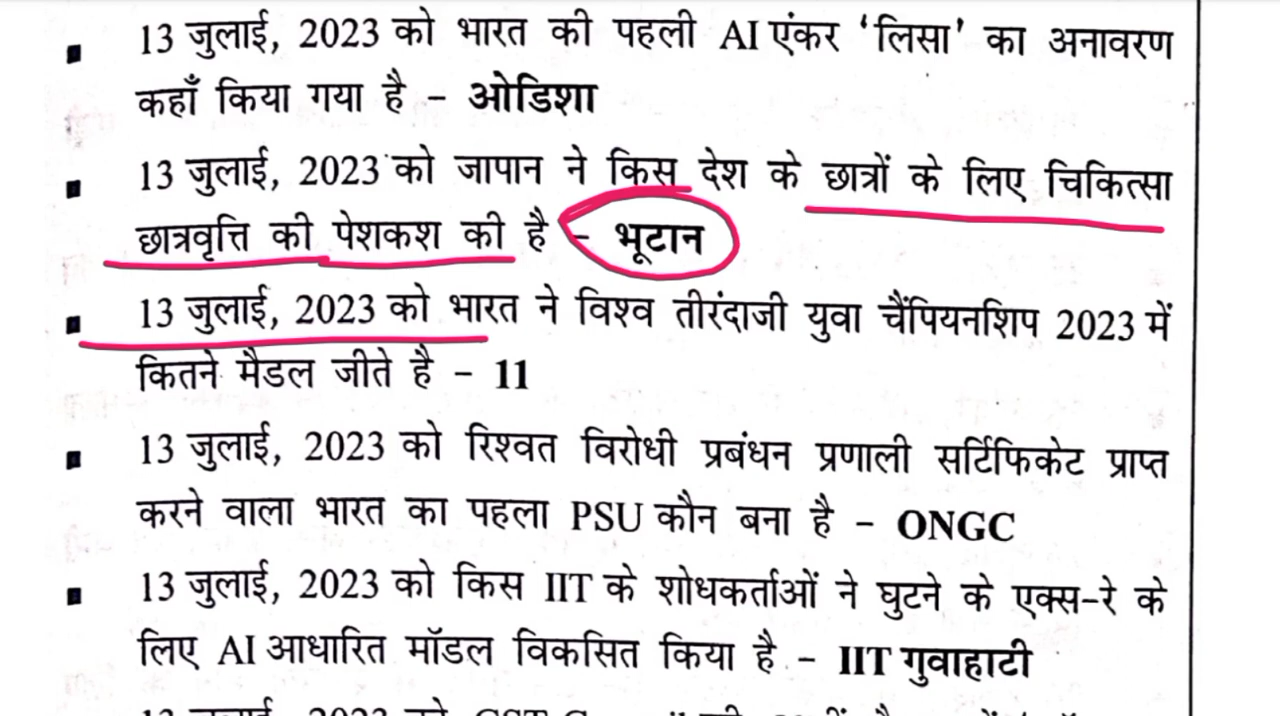 ▪ 13 जुलाई, 2023 को भारत की पहली AI एंकर ‘लिसा’ का अनावरण
कहाँ किया गया है – ओडिशा
▪ 13 जुलाई, 2023 को जापान ने किस देश के छात्रों के लिए चिकित्सा
छात्रवृत्ति की पेशकश की है – भूटान
▪ 13 जुलाई, 2023 को भारत ने विश्व तीरंदाजी युवा चैंपियनशिप 2023 में
कितने मैडल जीते है – 11
▪ 13 जुलाई, 2023 को रिश्वत विरोधी प्रबंधन प्रणाली सर्टिफिकेट प्राप्त
करने वाला भारत का पहला PSU कौन बना है – ONGC
▪ 13 जुलाई, 2023 को किस IIT के शोधकर्ताओं ने घुटने के एक्स-रे के
लिए AI आधारित मॉडल विकसित किया है – IIT गुवाहाटी